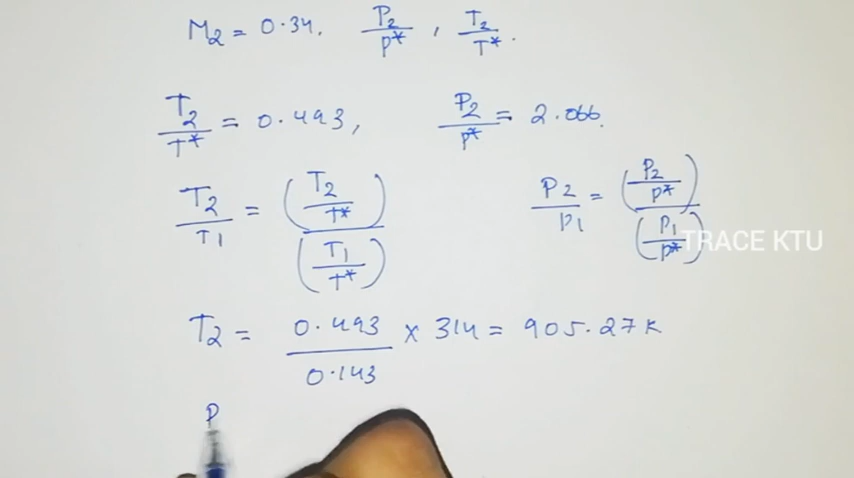 M₂ = 0.34. P₂/P* , T₂/T* .
T₂/T* = 0.493, P₂/P* = 2.066.
T₂/T₁ = (T₂/T*)/(T₁/T*) P₂/P₁ = (P₂/P*)/(P₁/P*)
TRACE KTU
T₂ = 0.493/0.143 × 314 = 905.27 K
P